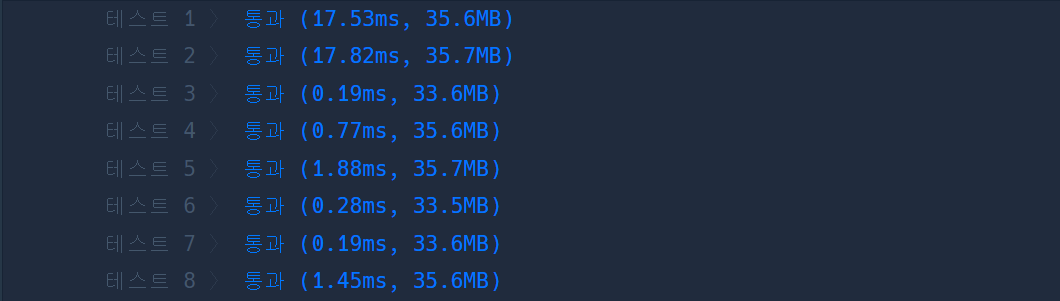 테스트 1 〉 통과 (17.53ms, 35.6MB)
테스트 2 〉 통과 (17.82ms, 35.7MB)
테스트 3 〉 통과 (0.19ms, 33.6MB)
테스트 4 〉 통과 (0.77ms, 35.6MB)
테스트 5 〉 통과 (1.88ms, 35.7MB)
테스트 6 〉 통과 (0.28ms, 33.5MB)
테스트 7 〉 통과 (0.19ms, 33.6MB)
테스트 8 〉 통과 (1.45ms, 35.6MB)